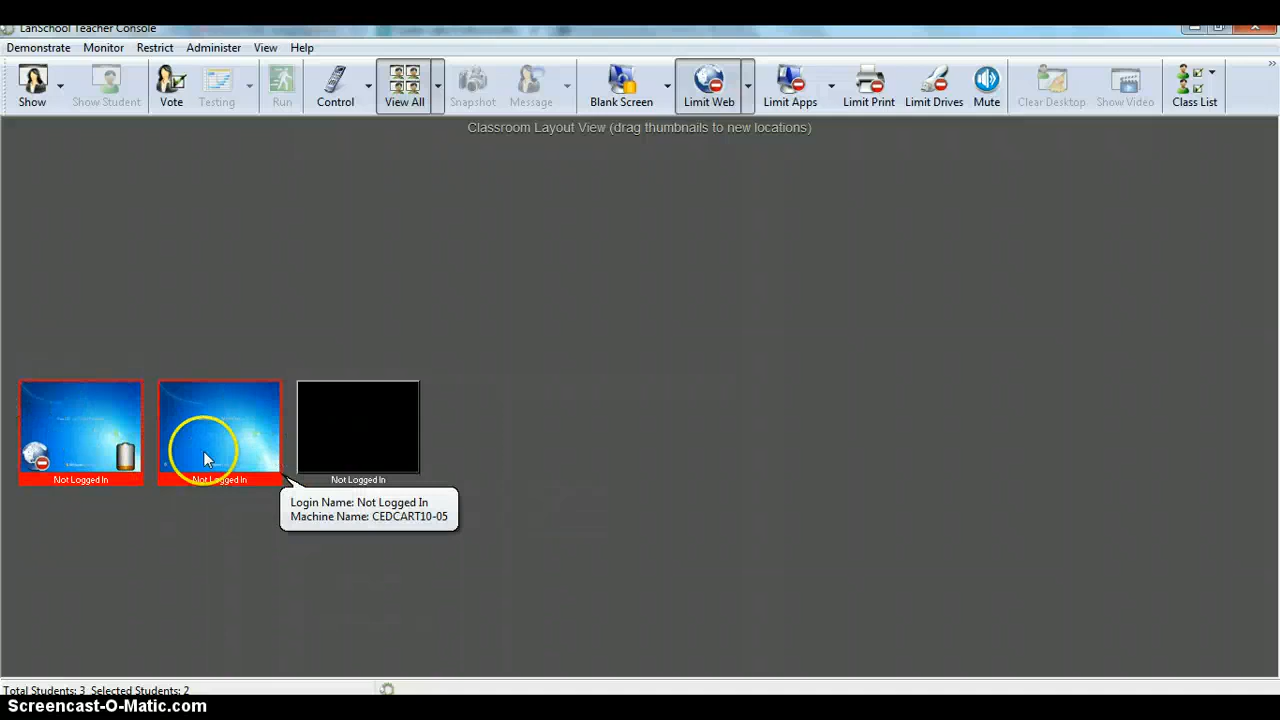 LanSchool Teacher Console
Demonstrate Monitor Restrict Administer View Help
Show Show Student Vote Testing Run Control View All Snapshot Message Blank Screen Limit Web Limit Apps Limit Print Limit Drives Mute Clear Desktop Show Video Class List
Classroom Layout View (drag thumbnails to new locations)
Not Logged In Not Logged In Not Logged In
Login Name: Not Logged In
Machine Name: CEDCART10-05
Total Students: 3 Selected Students: 2
Screencast-O-Matic.com